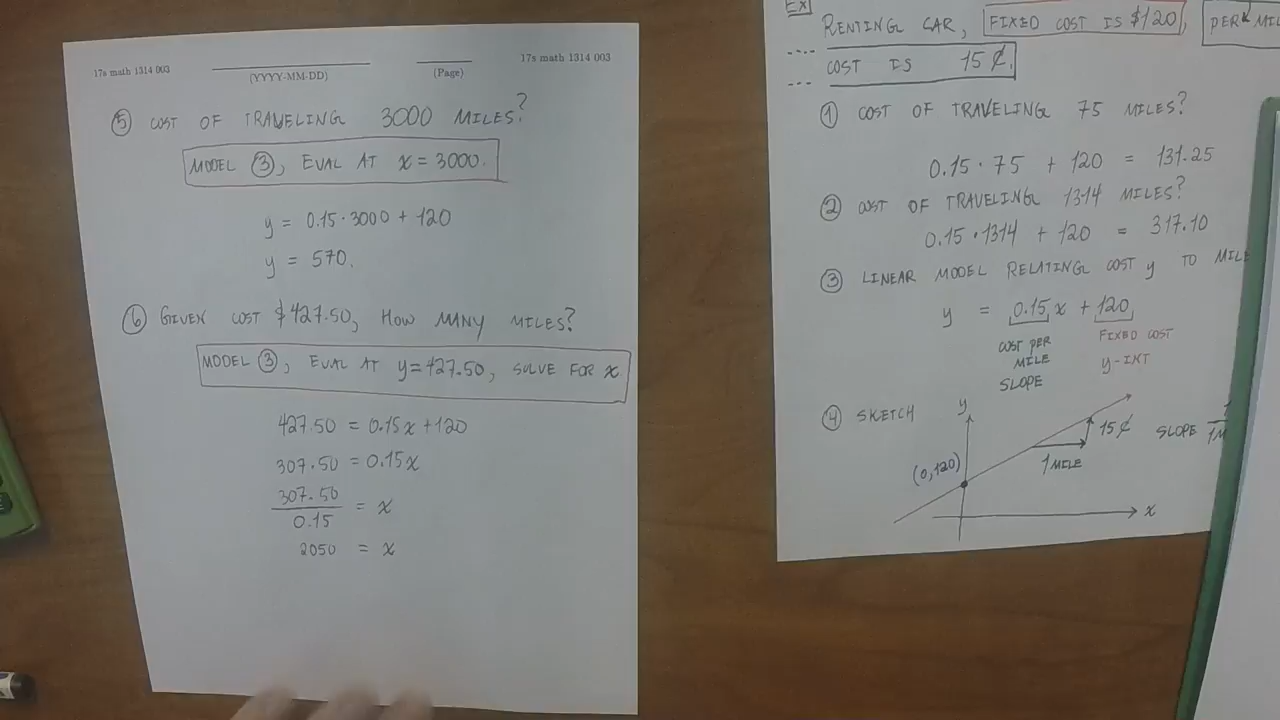 17s math 1314 003
(YYYY-MM-DD)
(Page)
17s math 1314 003
⑤ COST OF TRAVELING 3000 MILES?
MODEL ③, EVAL AT x = 3000.
y = 0.15·3000 + 120
y = 570.
⑥ GIVEN COST $427.50, HOW MANY MILES?
MODEL ③, EVAL AT y=427.50, SOLVE FOR x
427.50 = 0.15x+120
307.50 = 0.15x
307.50
0.15
= x
2050 = x
EX
RENTING CAR, FIXED COST IS $120, PER MIL
COST IS 15¢.
① COST OF TRAVELING 75 MILES?
0.15·75 + 120 = 131.25
② COST OF TRAVELING 1314 MILES?
0.15·1314 + 120 = 317.10
③ LINEAR MODEL RELATING COST y TO MILE
y = 0.15x + 120
COST PER
MILE
SLOPE
FIXED COST
y-INT
④ SKETCH
y
(0,120)
1 MILE
15¢
SLOPE
x